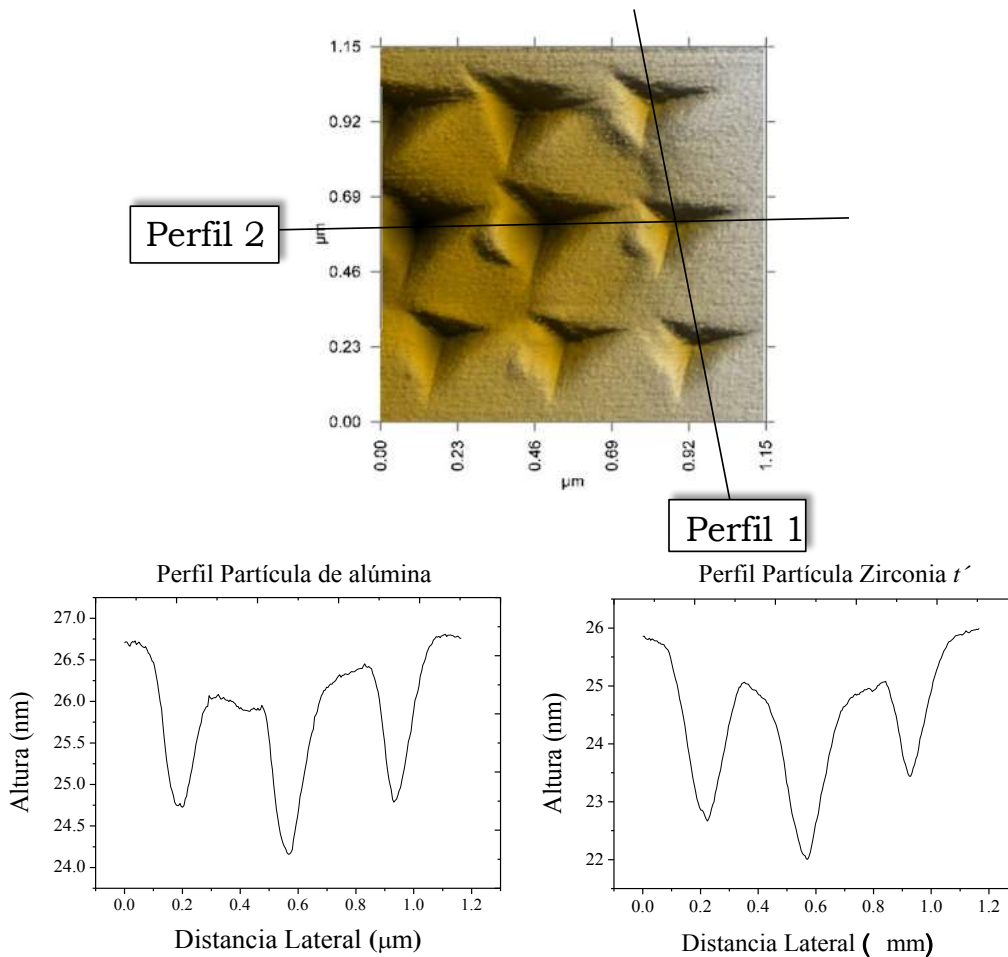 1.15
0.92
0.69
0.46
0.23
0.00
µm
0.00 0.23 0.46 0.69 0.92 1.15
µm
Perfil 2
Perfil 1
Perfil Partícula de alúmina
27.0
26.5
26.0
25.5
25.0
24.5
24.0
Altura (nm)
0.0 0.2 0.4 0.6 0.8 1.0 1.2
Distancia Lateral (µm)
Perfil Partícula Zirconia t´
26
25
24
23
22
Altura (nm)
0.0 0.2 0.4 0.6 0.8 1.0 1.2
Distancia Lateral ( mm)